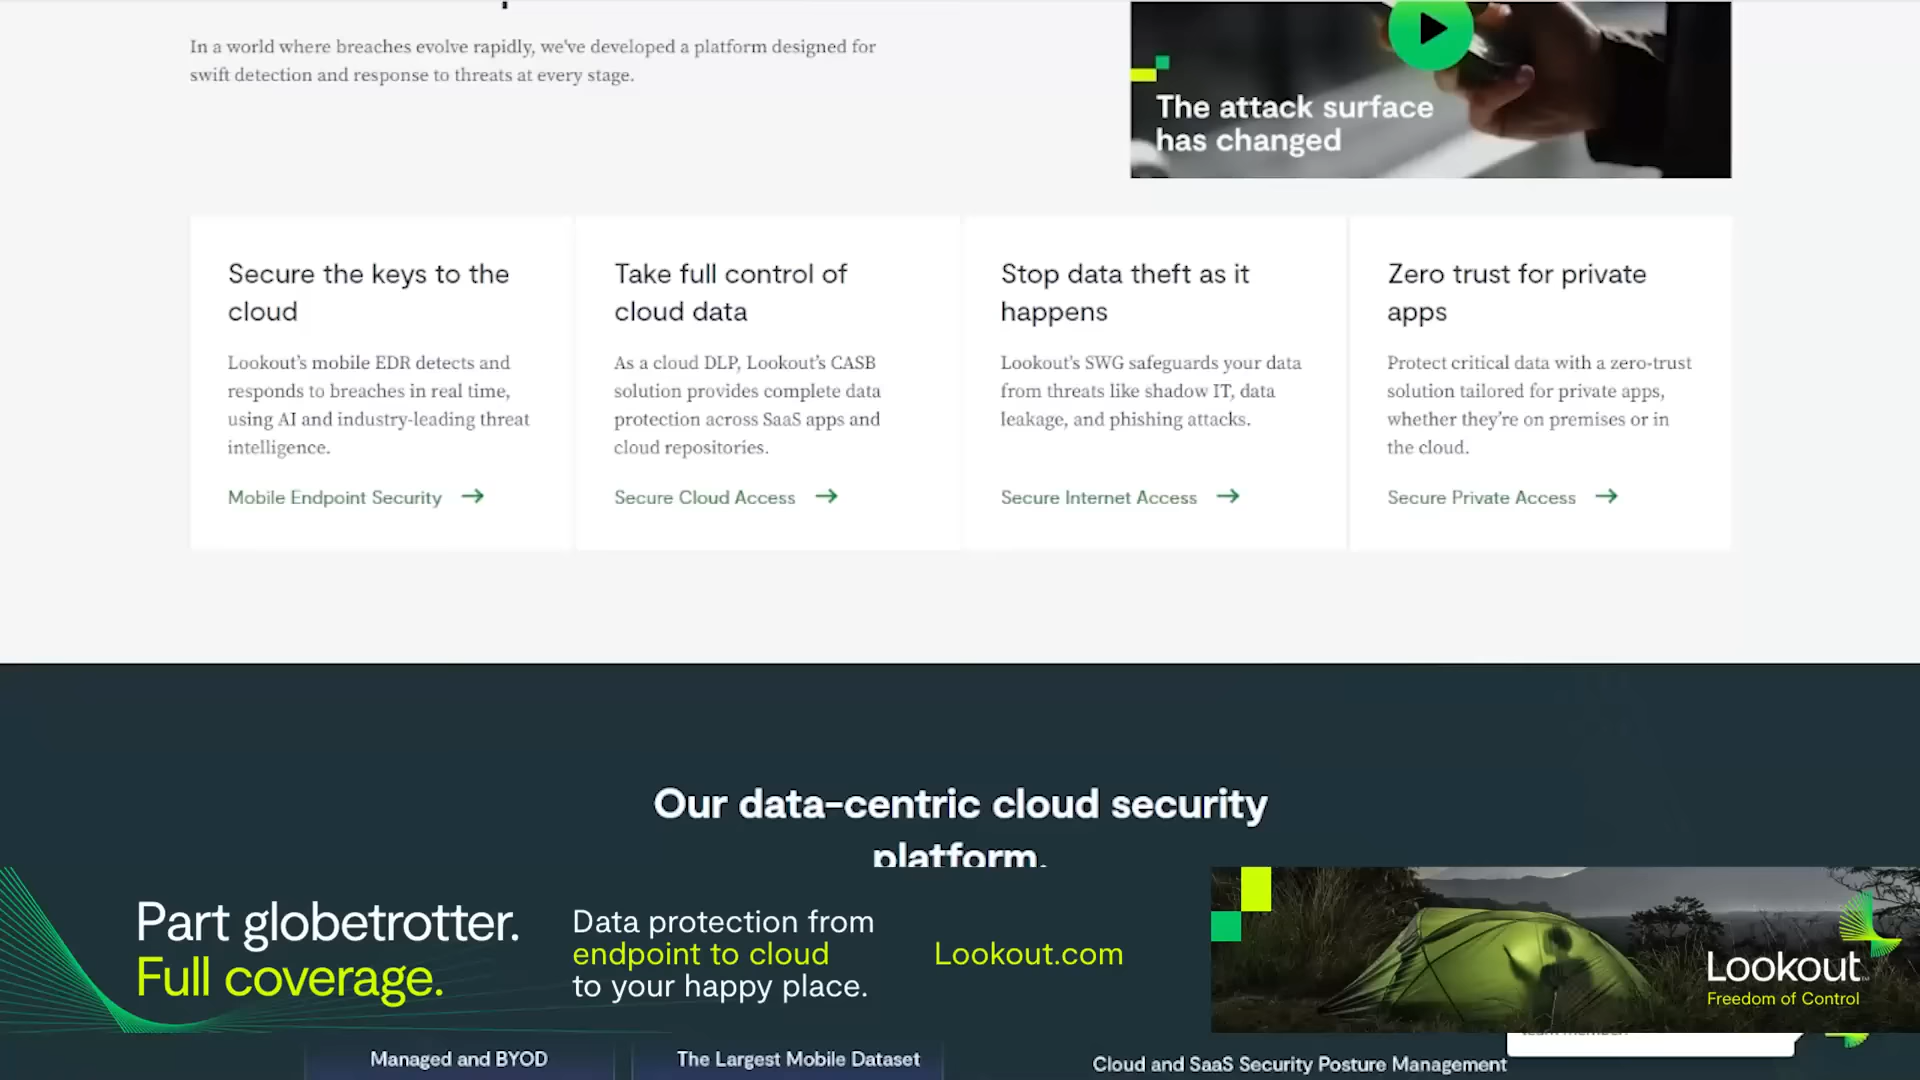 In a world where breaches evolve rapidly, we've developed a platform designed for
swift detection and response to threats at every stage.
The attack surface
has changed
Secure the keys to the
cloud
Lookout's mobile EDR detects and
responds to breaches in real time,
using AI and industry-leading threat
intelligence.
Mobile Endpoint Security
Take full control of
cloud data
As a cloud DLP, Lookout's CASB
solution provides complete data
protection across SaaS apps and
cloud repositories.
Secure Cloud Access
Stop data theft as it
happens
Lookout's SWG safeguards your data
from threats like shadow IT, data
leakage, and phishing attacks.
Secure Internet Access
Zero trust for private
apps
Protect critical data with a zero-trust
solution tailored for private apps,
whether they're on premises or in
the cloud.
Secure Private Access
Our data-centric cloud security
platform.
Part globetrotter.
Full coverage.
Data protection from
endpoint to cloud
to your happy place.
Lookout.com
Lookout
Freedom of Control
Managed and BYOD
The Largest Mobile Dataset
Cloud and SaaS Security Posture Management